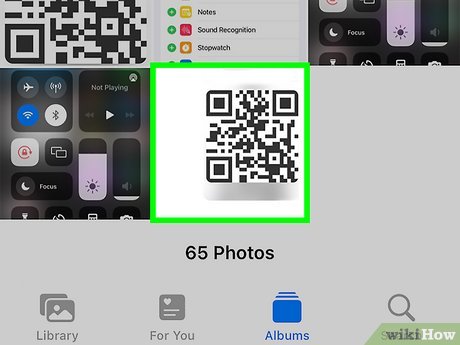 Notes
Sound Recognition
Stopwatch
Not Playing
Focus
Focus
65 Photos
Library
For You
Albums
wikiHow